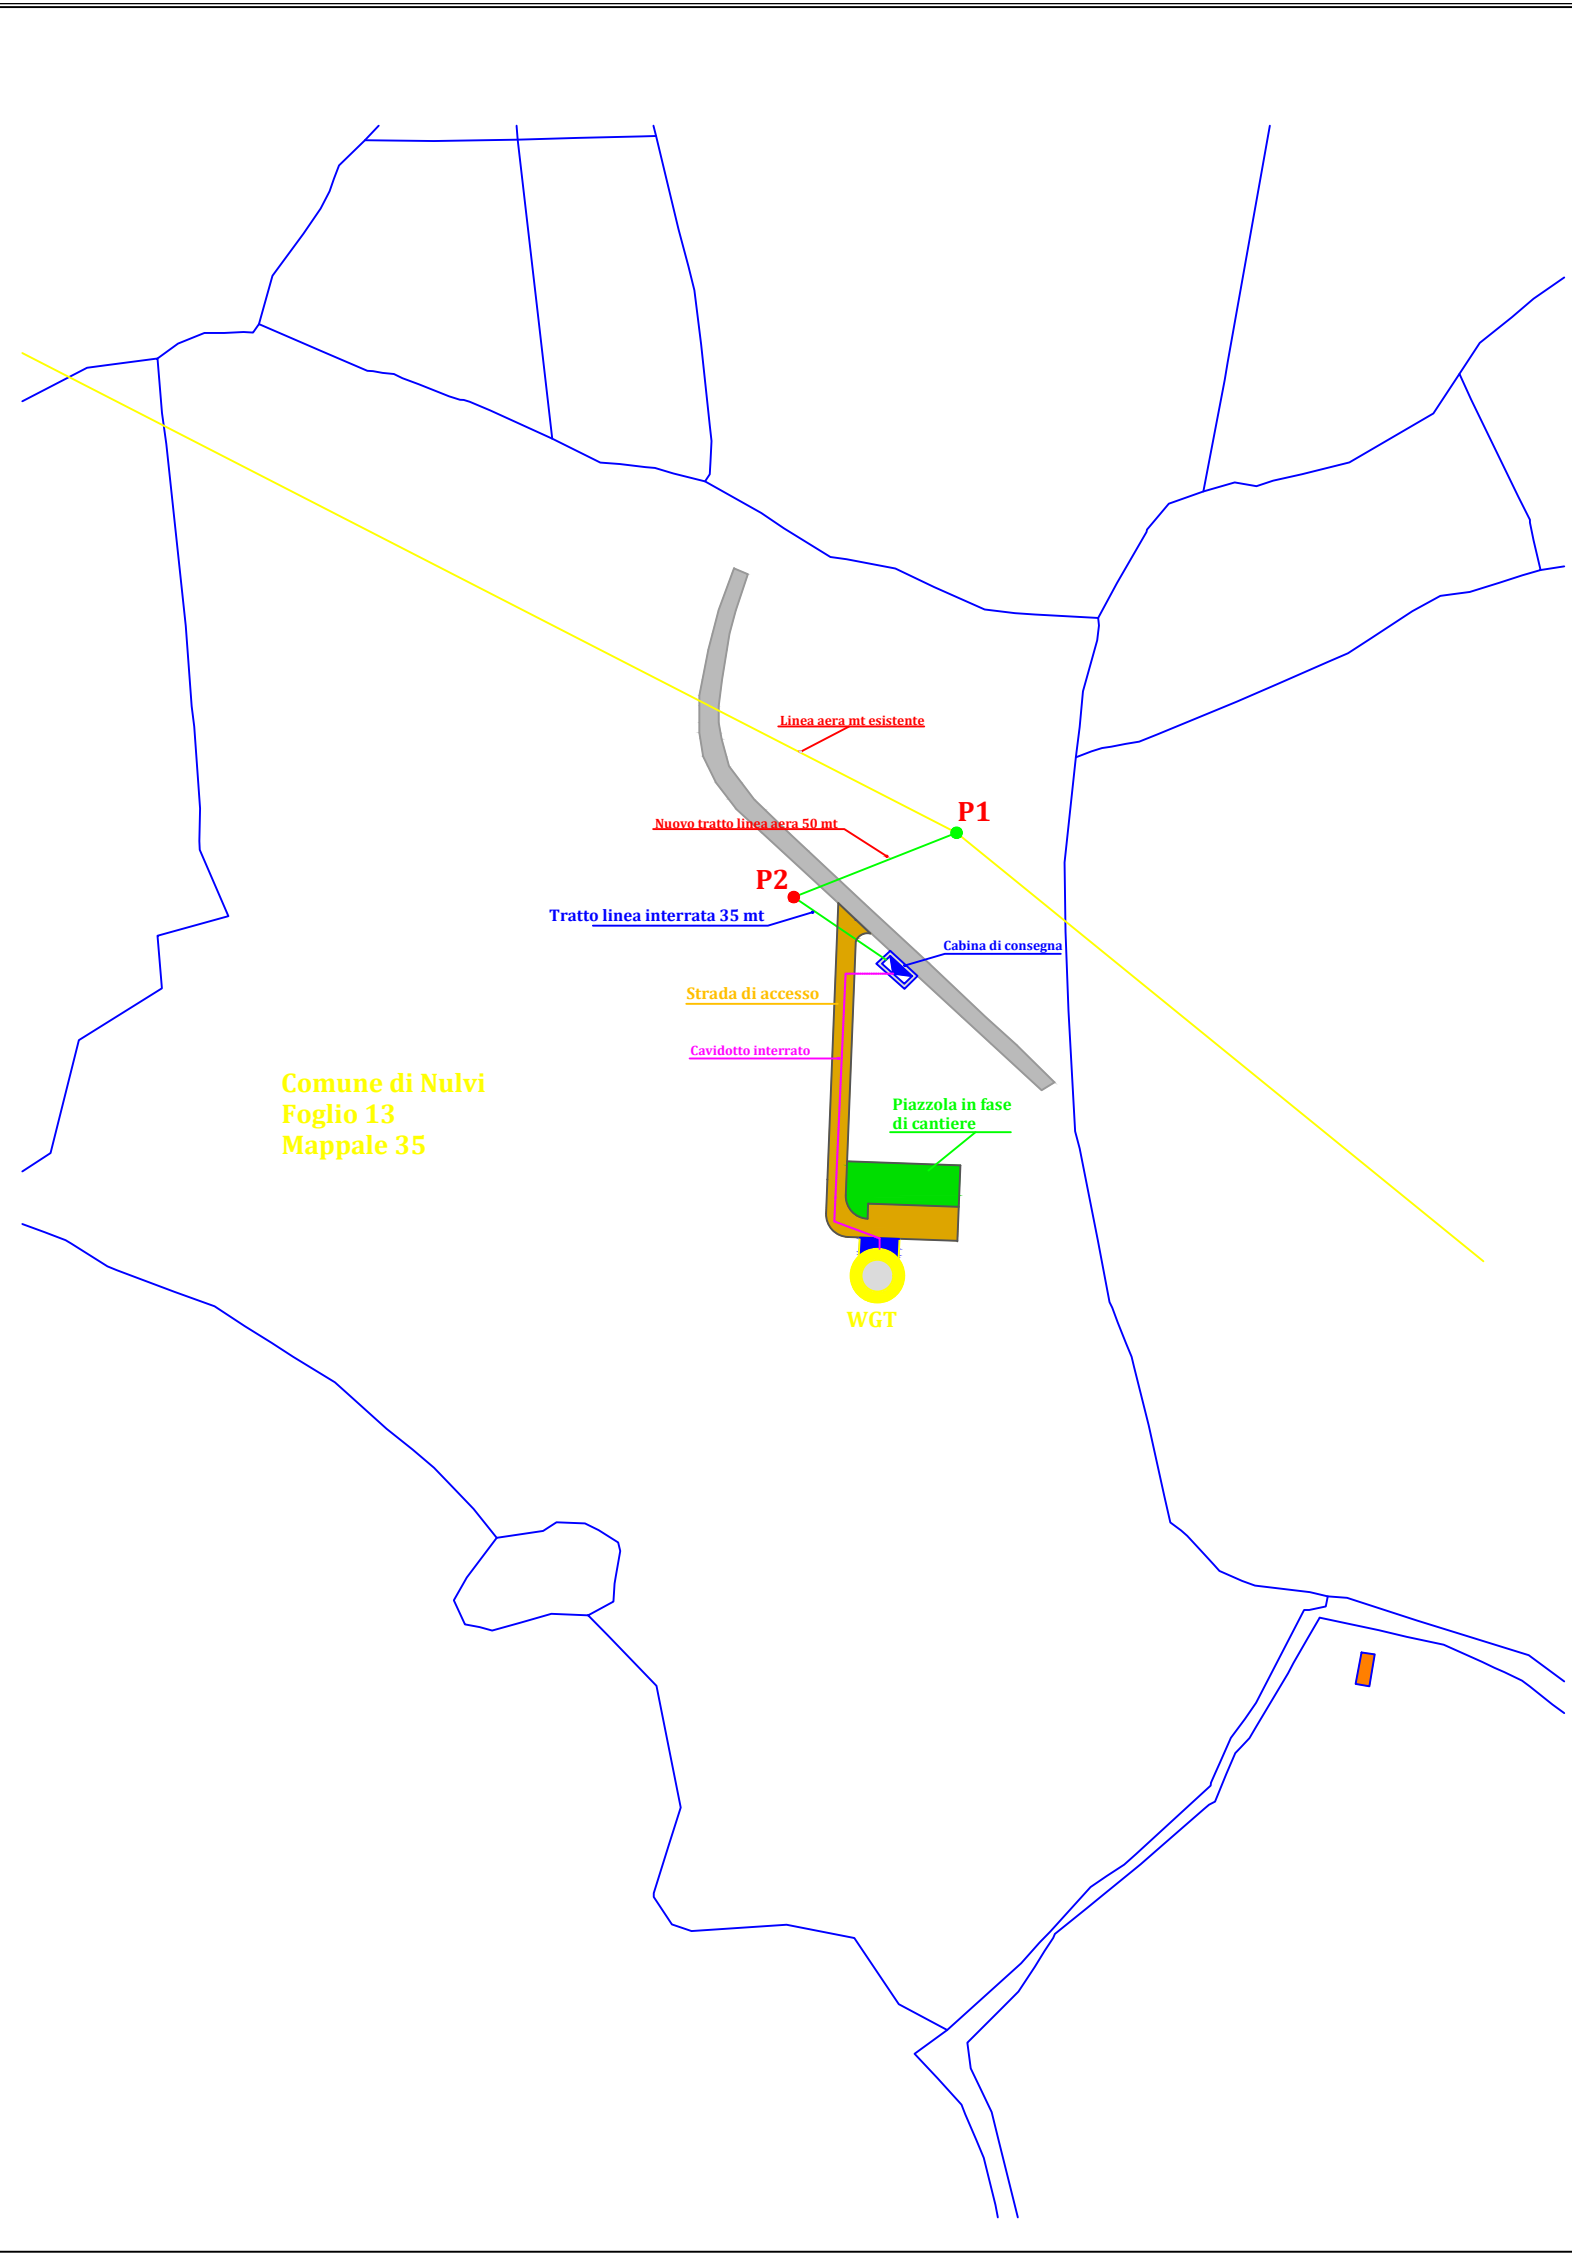 Linea aera mt esistente
P1
Nuovo tratto linea aera 50 mt
P2
Tratto linea interrata 35 mt
Cabina di consegna
Strada di accesso
Cavidotto interrato
Comune di Nulvi
Foglio 13
Mappale 35
Piazzola in fase
di cantiere
WGT